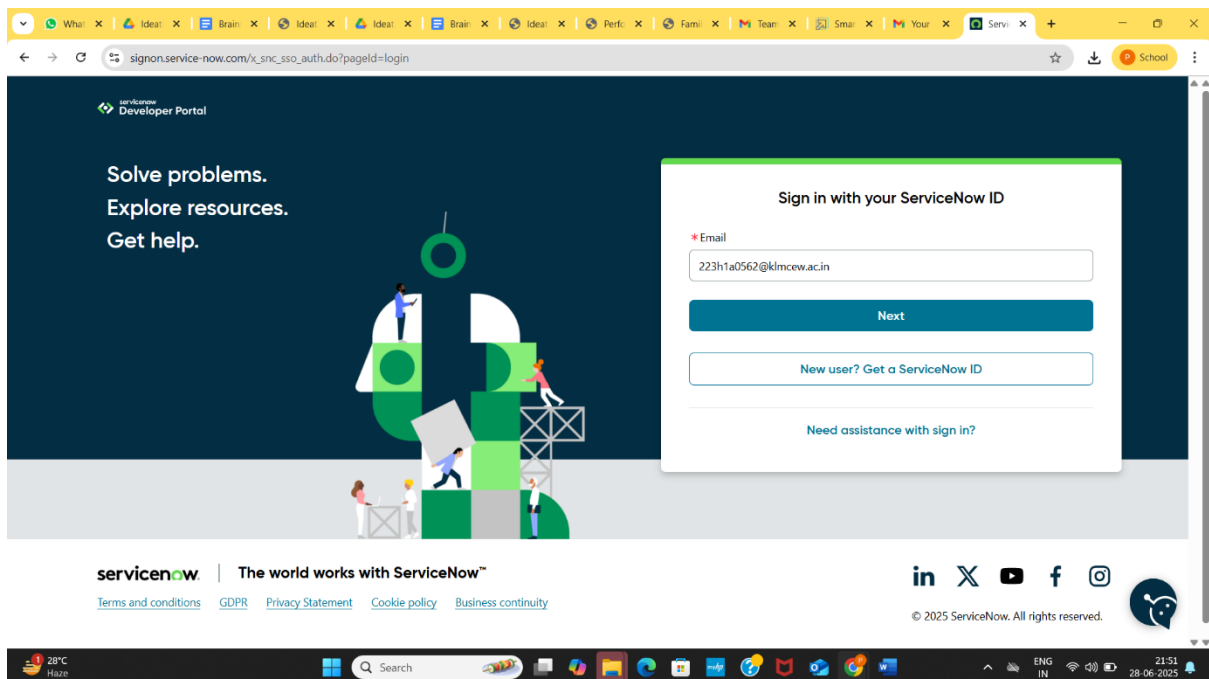 What
Ideat
Brain
Ideat
Ideat
Brain
Ideat
Perfo
Famil
Team
Smar
Your
Servi
signon.service-now.com/x_snc_sso_auth.do?pageId=login
P School
servicenow
Developer Portal
Solve problems.
Explore resources.
Get help.
Sign in with your ServiceNow ID
*Email
223h1a0562@klmcew.ac.in
Next
New user? Get a ServiceNow ID
Need assistance with sign in?
servicenow. | The world works with ServiceNow™
Terms and conditions GDPR Privacy Statement Cookie policy Business continuity
© 2025 ServiceNow. All rights reserved.
1
28°C
Haze
Search
ENG
IN
21:51
28-06-2025